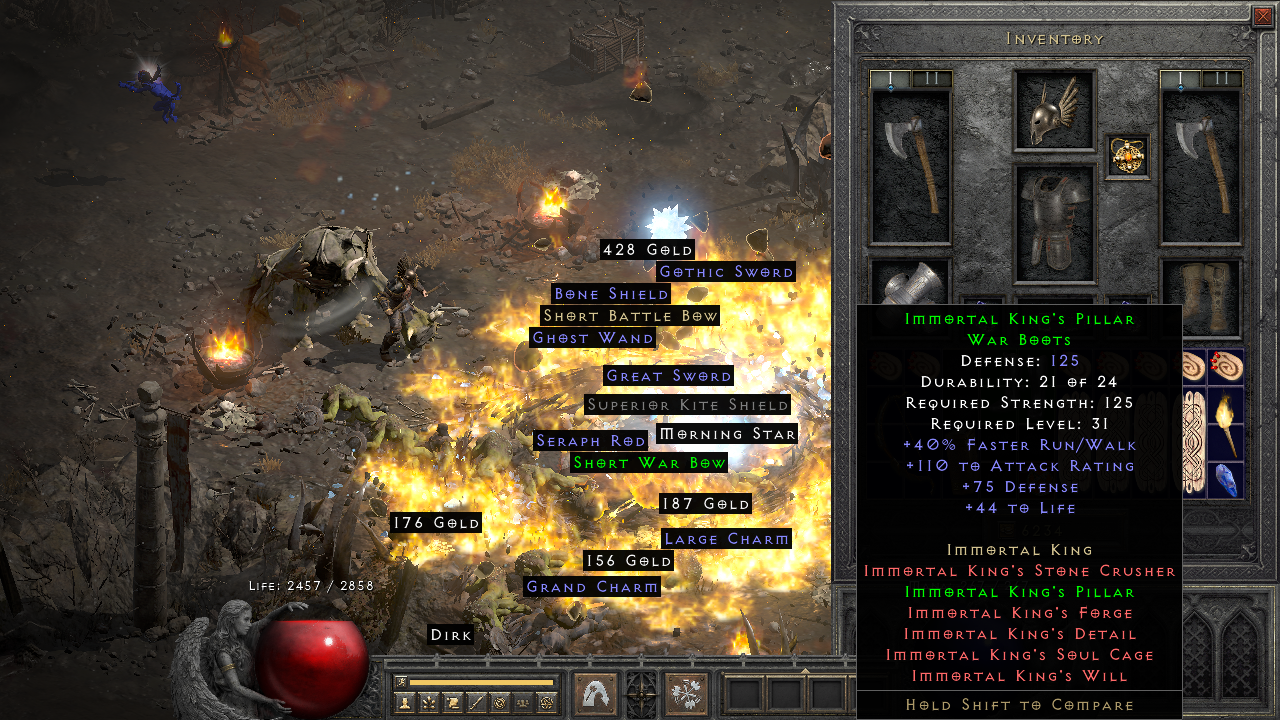 Inventory
I
II
I
II
428 Gold
Gothic Sword
Bone Shield
Short Battle Bow
Ghost Wand
Great Sword
Superior Kite Shield
Morning Star
Seraph Rod
Short War Bow
187 Gold
176 Gold
Large Charm
156 Gold
Grand Charm
Life: 2457 / 2858
Dirk
Immortal King's Pillar
War Boots
Defense: 125
Durability: 21 of 24
Required Strength: 125
Required Level: 31
+40% Faster Run/Walk
+110 to Attack Rating
+75 Defense
+44 to Life
Immortal King
Immortal King's Stone Crusher
Immortal King's Pillar
Immortal King's Forge
Immortal King's Detail
Immortal King's Soul Cage
Immortal King's Will
Hold Shift to Compare